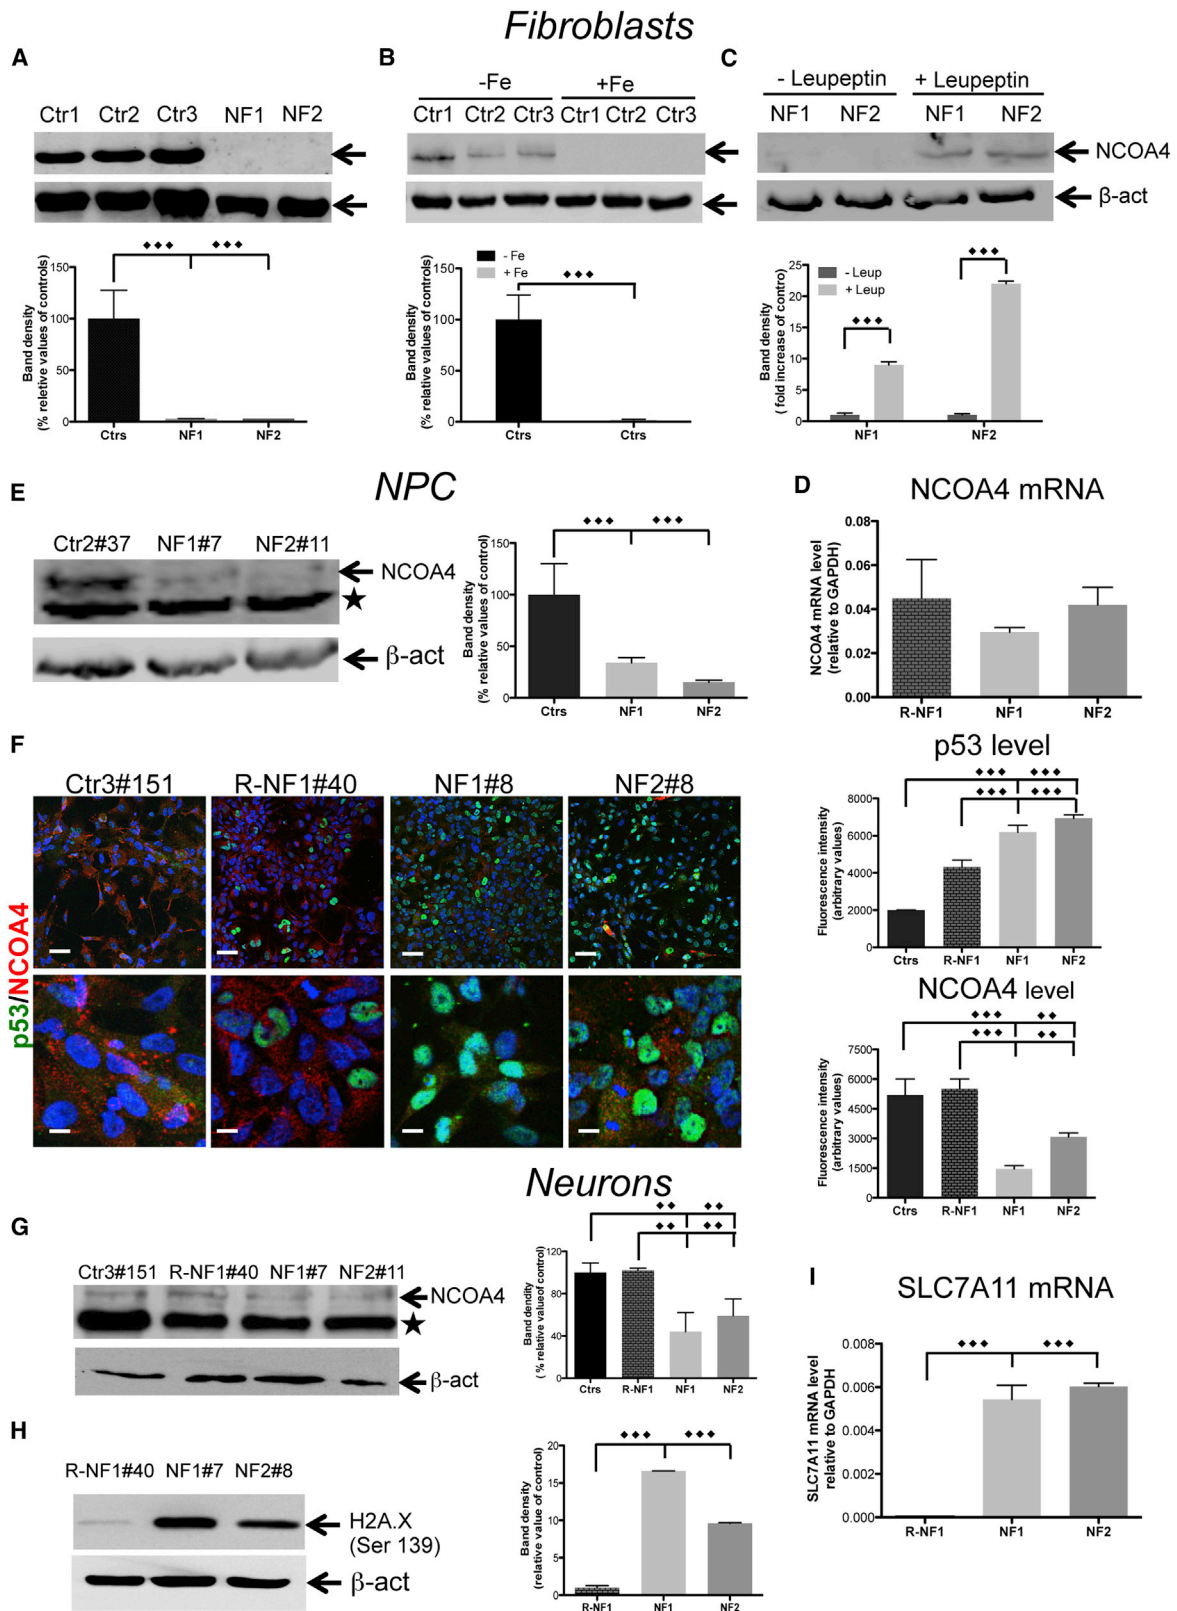 Fibroblasts
A
Ctr1 Ctr2 Ctr3 NF1 NF2
◆◆◆ ◆◆◆
Band density
(% reletive values of controls)
150
100
50
0
Ctrs NF1 NF2
B
-Fe +Fe
Ctr1 Ctr2 Ctr3 Ctr1 Ctr2 Ctr3
- Fe
+ Fe
◆◆◆
Band density
(% reletive values of controls)
150
100
50
0
Ctrs Ctrs
C
- Leupeptin + Leupeptin
NF1 NF2 NF1 NF2
NCOA4
β-act
- Leup
+ Leup
◆◆◆
◆◆◆
Band density
( fold increase of control)
25
20
15
10
5
0
NF1 NF2
E
NPC
Ctr2#37 NF1#7 NF2#11
NCOA4
★
β-act
◆◆◆ ◆◆◆
Band density
(% relative values of control)
150
100
50
0
Ctrs NF1 NF2
D
NCOA4 mRNA
NCOA4 mRNA level
(relative to GAPDH)
0.08
0.06
0.04
0.02
0.00
R-NF1 NF1 NF2
F
Ctr3#151 R-NF1#40 NF1#8 NF2#8
p53/NCOA4
p53 level
◆◆◆ ◆◆◆
◆◆◆ ◆◆◆
Fluorescence intensity
(arbitrary values)
8000
6000
4000
2000
0
Ctrs R-NF1 NF1 NF2
NCOA4 level
◆◆◆ ◆◆
◆◆◆ ◆◆
Fluorescence intensity
(arbitrary values)
7500
6000
4500
3000
1500
0
Ctrs R-NF1 NF1 NF2
Neurons
G
Ctr3#151 R-NF1#40 NF1#7 NF2#11
NCOA4
★
β-act
◆◆ ◆◆
◆◆ ◆◆
Band dendity
( % relative valueof control)
120
80
40
0
Ctrs R-NF1 NF1 NF2
H
R-NF1#40 NF1#7 NF2#8
H2A.X
(Ser 139)
β-act
◆◆◆ ◆◆◆
Band density
(relative value of control)
20
15
10
5
0
R-NF1 NF1 NF2
I
SLC7A11 mRNA
◆◆◆ ◆◆◆
SLC7A11 mRNA level
relative to GAPDH
0.008
0.006
0.004
0.002
0.000
R-NF1 NF1 NF2